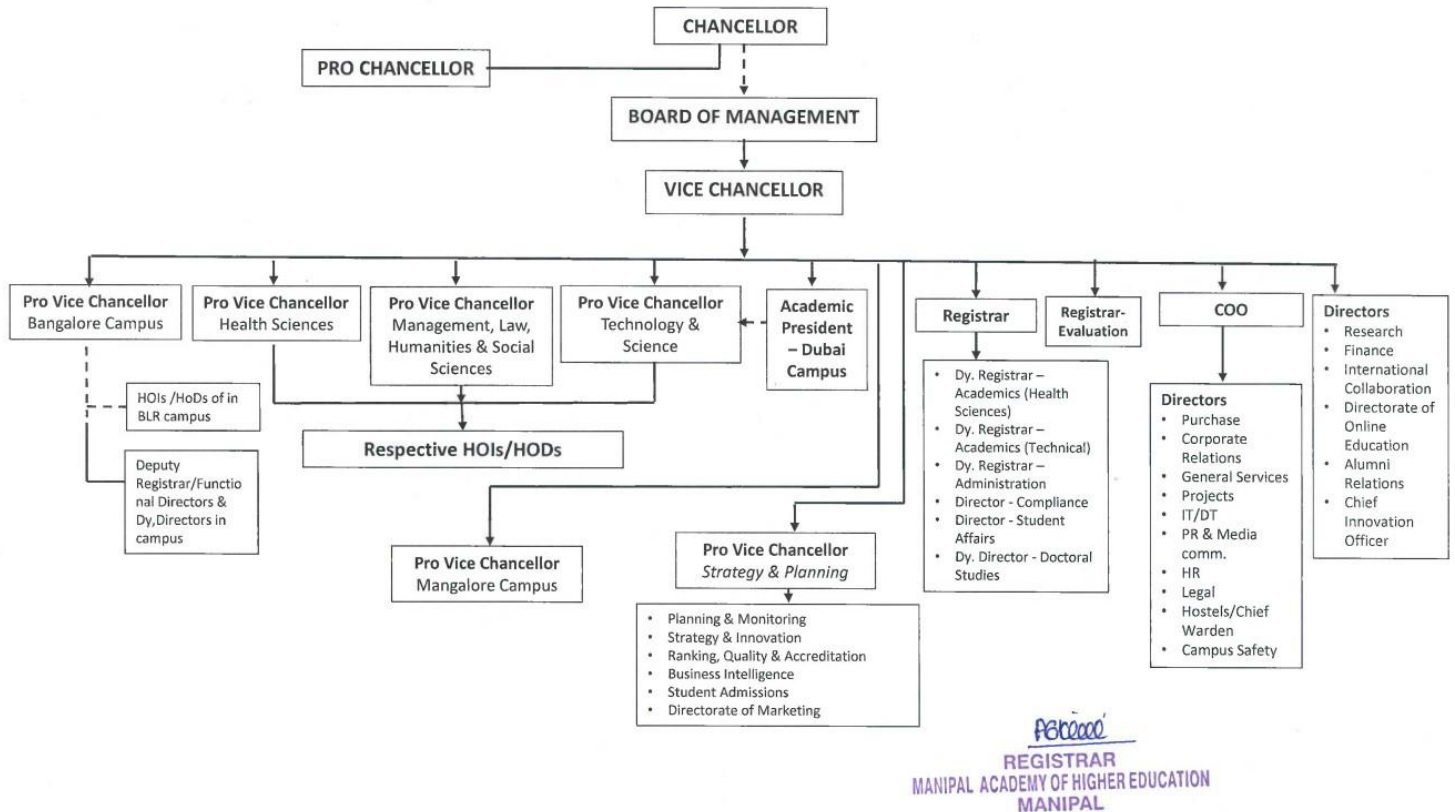 CHANCELLOR
PRO CHANCELLOR
BOARD OF MANAGEMENT
VICE CHANCELLOR
Pro Vice Chancellor
Bangalore Campus
Pro Vice Chancellor
Health Sciences
Pro Vice Chancellor
Management, Law,
Humanities & Social
Sciences
Pro Vice Chancellor
Technology &
Science
Academic
President
– Dubai
Campus
Registrar
Registrar-
Evaluation
COO
Directors
• Research
• Finance
• International
Collaboration
• Directorate of
Online
Education
• Alumni
Relations
• Chief
Innovation
Officer
HOIs /HoDs of in
BLR campus
Deputy
Registrar/Functio
nal Directors &
Dy,Directors in
campus
Respective HOIs/HODs
Pro Vice Chancellor
Mangalore Campus
Pro Vice Chancellor
Strategy & Planning
• Planning & Monitoring
• Strategy & Innovation
• Ranking, Quality & Accreditation
• Business Intelligence
• Student Admissions
• Directorate of Marketing
• Dy. Registrar –
Academics (Health
Sciences)
• Dy. Registrar –
Academics (Technical)
• Dy. Registrar –
Administration
• Director - Compliance
• Director - Student
Affairs
• Dy. Director - Doctoral
Studies
Directors
• Purchase
• Corporate
Relations
• General Services
• Projects
• IT/DT
• PR & Media
comm.
• HR
• Legal
• Hostels/Chief
Warden
• Campus Safety
REGISTRAR
MANIPAL ACADEMY OF HIGHER EDUCATION
MANIPAL